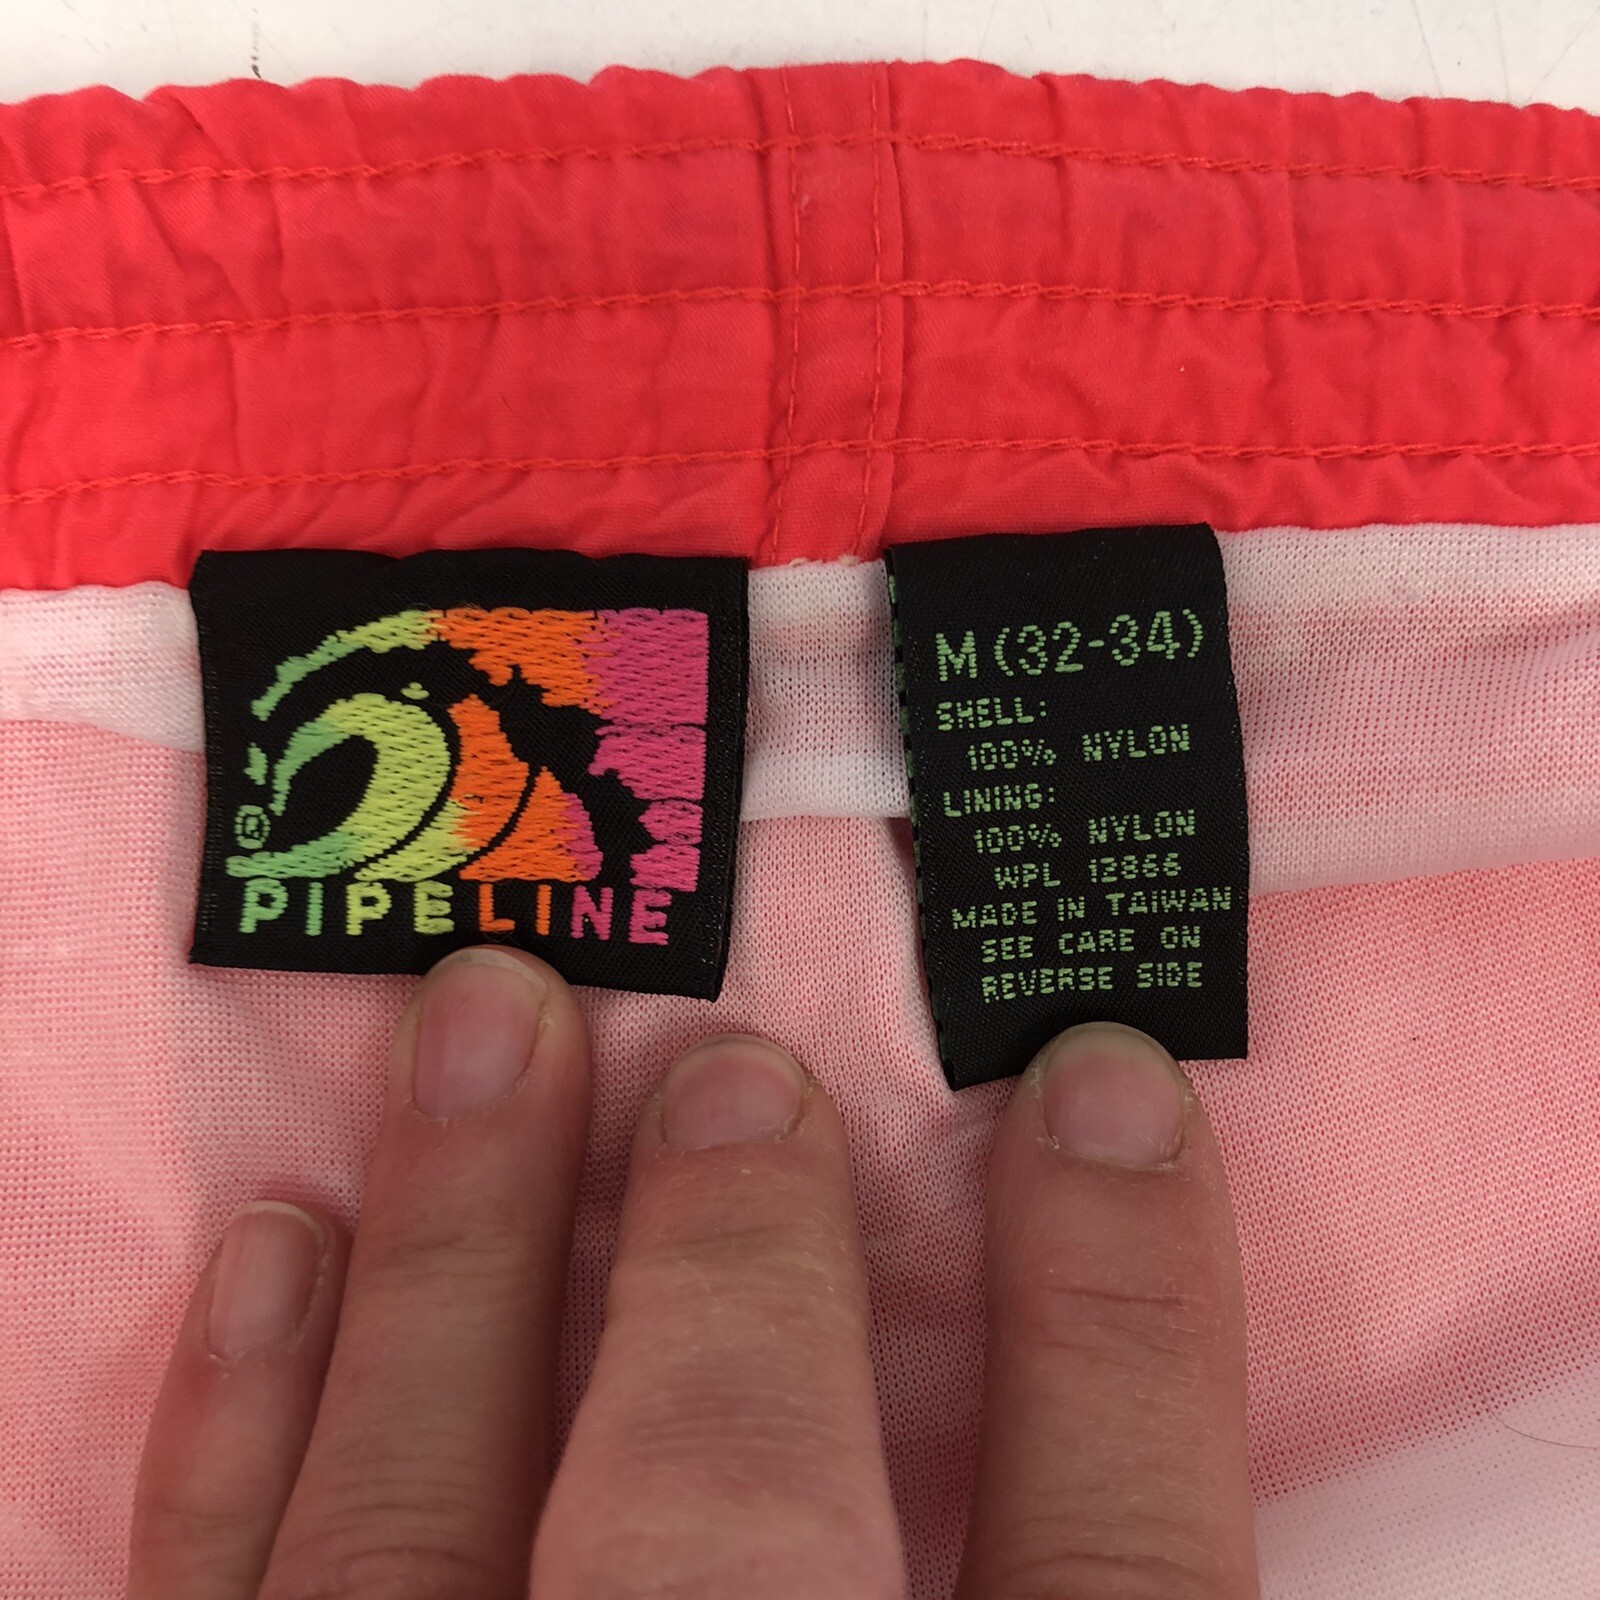 ®
PIPELINE
M (32-34)
SHELL:
100% NYLON
LINING:
100% NYLON
WPL 12866
MADE IN TAIWAN
SEE CARE ON
REVERSE SIDE